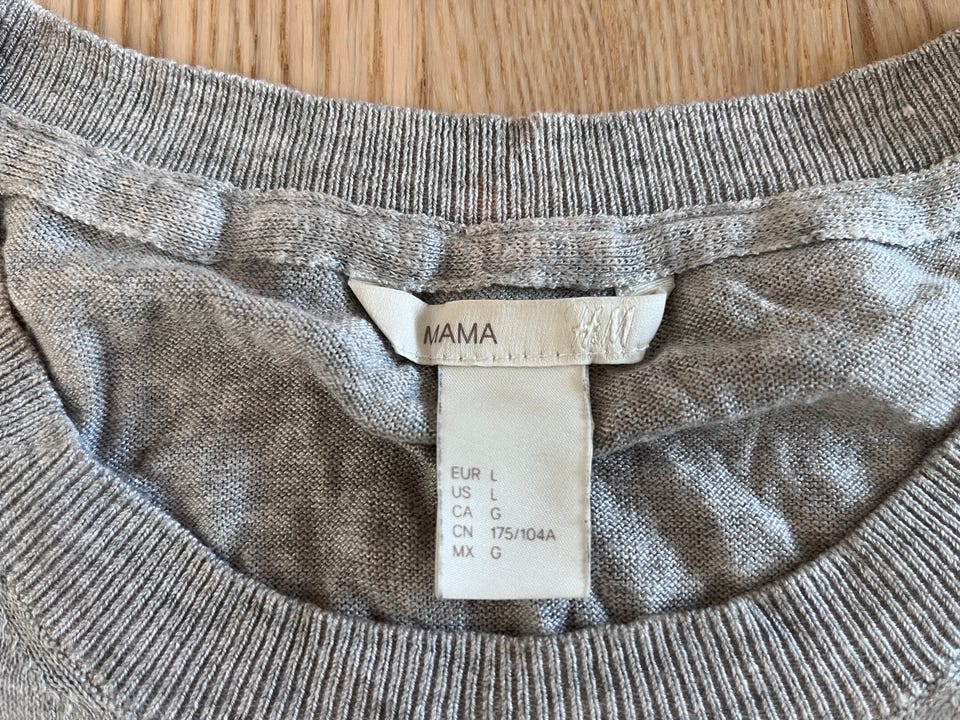 MAMA H&M
EUR L
US L
CA G
CN 175/104A
MX G